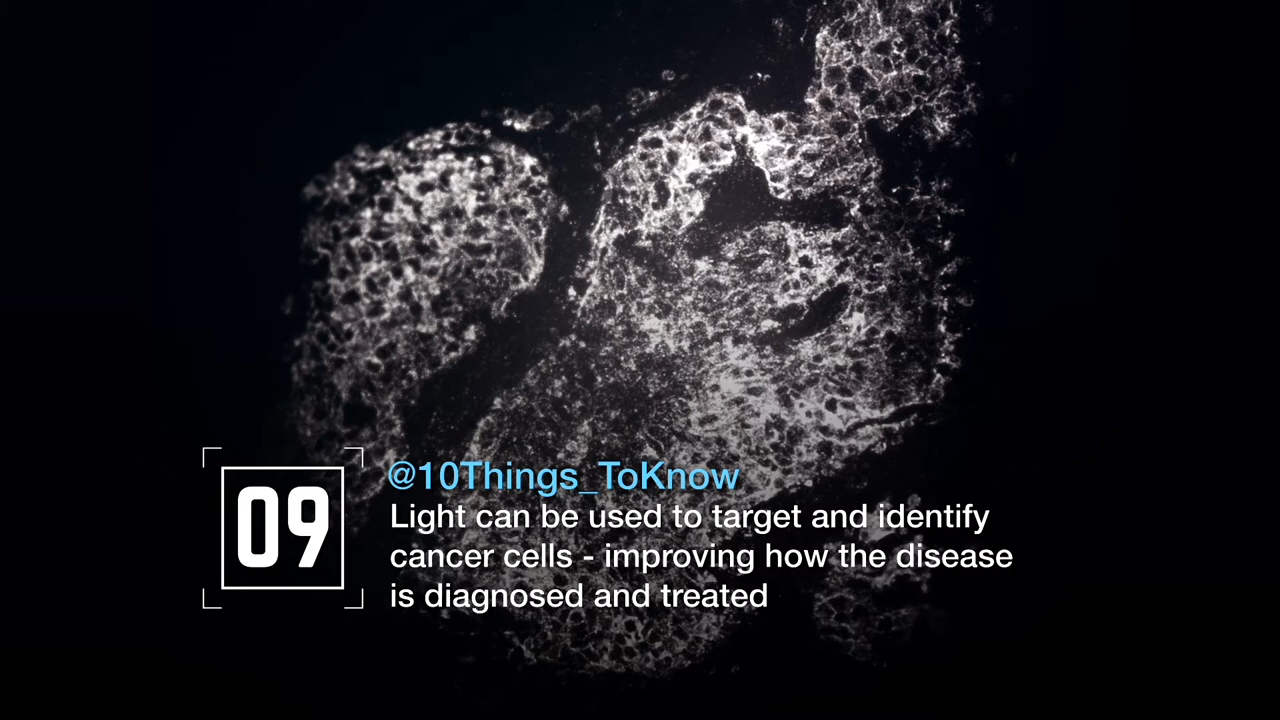 09
@10Things_ToKnow
Light can be used to target and identify
cancer cells - improving how the disease
is diagnosed and treated